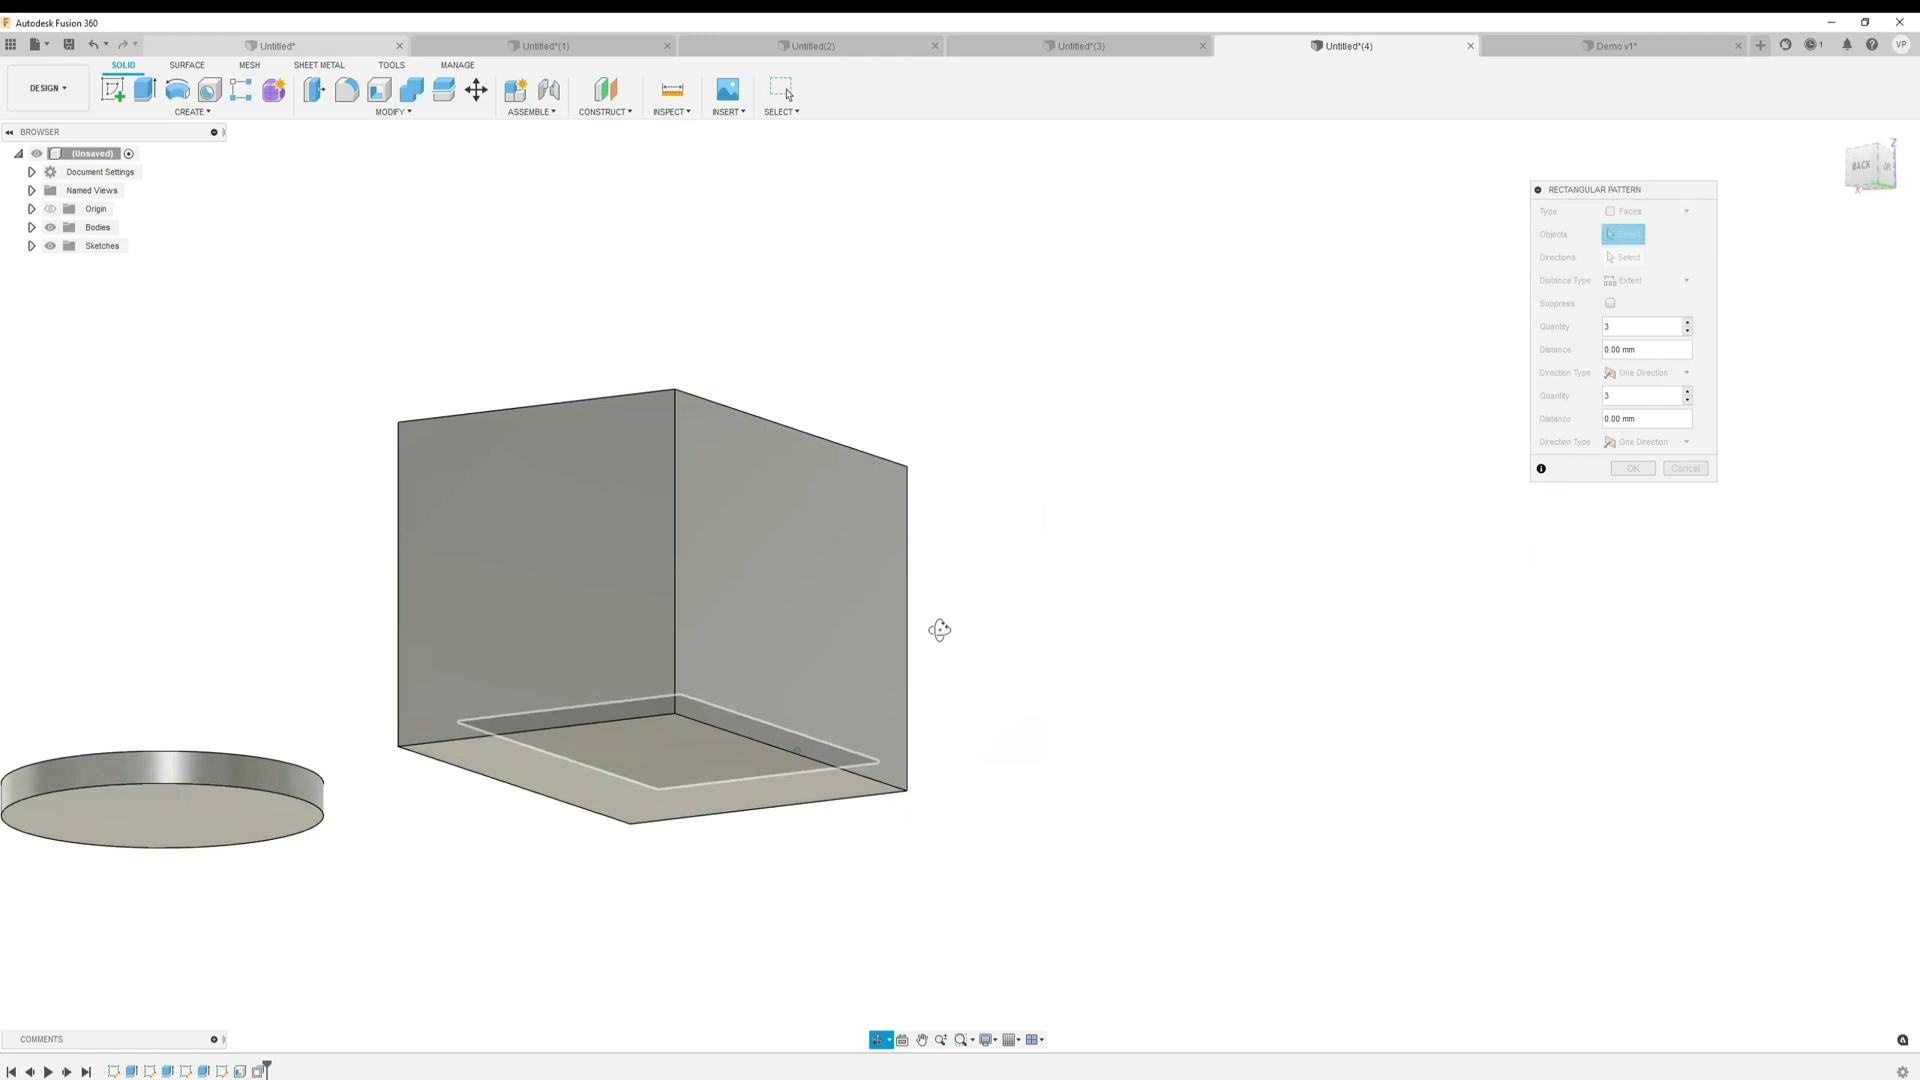 Autodesk Fusion 360
Untitled*
Untitled*(1)
Untitled(2)
Untitled*(3)
Untitled*(4)
Demo v1*
1
VP
DESIGN
SOLID
SURFACE
MESH
SHEET METAL
TOOLS
MANAGE
CREATE
MODIFY
ASSEMBLE
CONSTRUCT
INSPECT
INSERT
SELECT
BROWSER
(Unsaved)
Document Settings
Named Views
Origin
Bodies
Sketches
Z
BACK
X
RECTANGULAR PATTERN
Type Faces
Objects Select
Directions Select
Distance Type Extent
Suppress
Quantity 3
Distance 0.00 mm
Direction Type One Direction
Quantity 3
Distance 0.00 mm
Direction Type One Direction
OK Cancel
COMMENTS